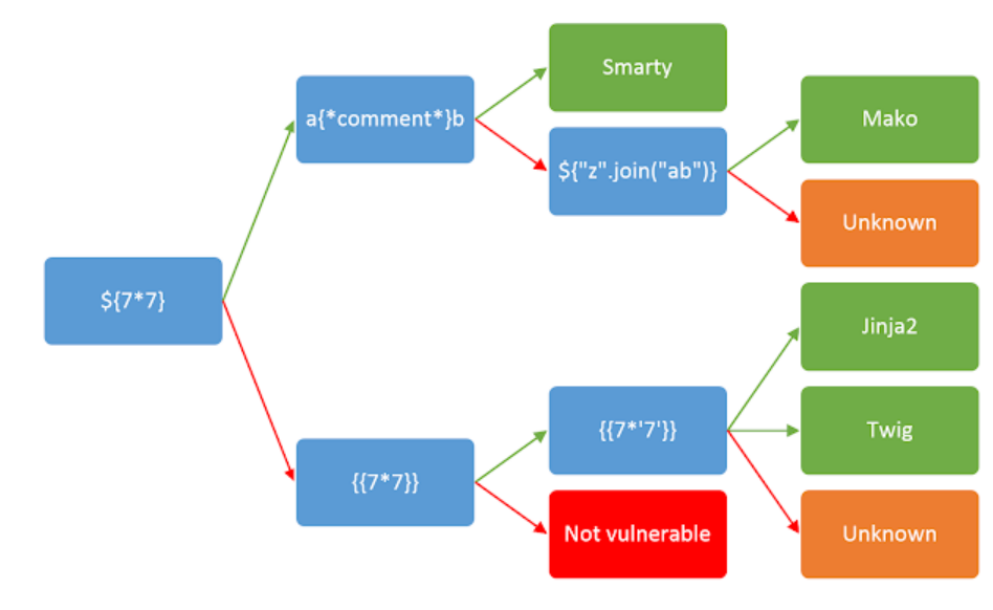 ${7*7}
a{*comment*}b
Smarty
${"z".join("ab")}
Mako
Unknown
{{7*7}}
{{7*'7'}}
Jinja2
Twig
Unknown
Not vulnerable